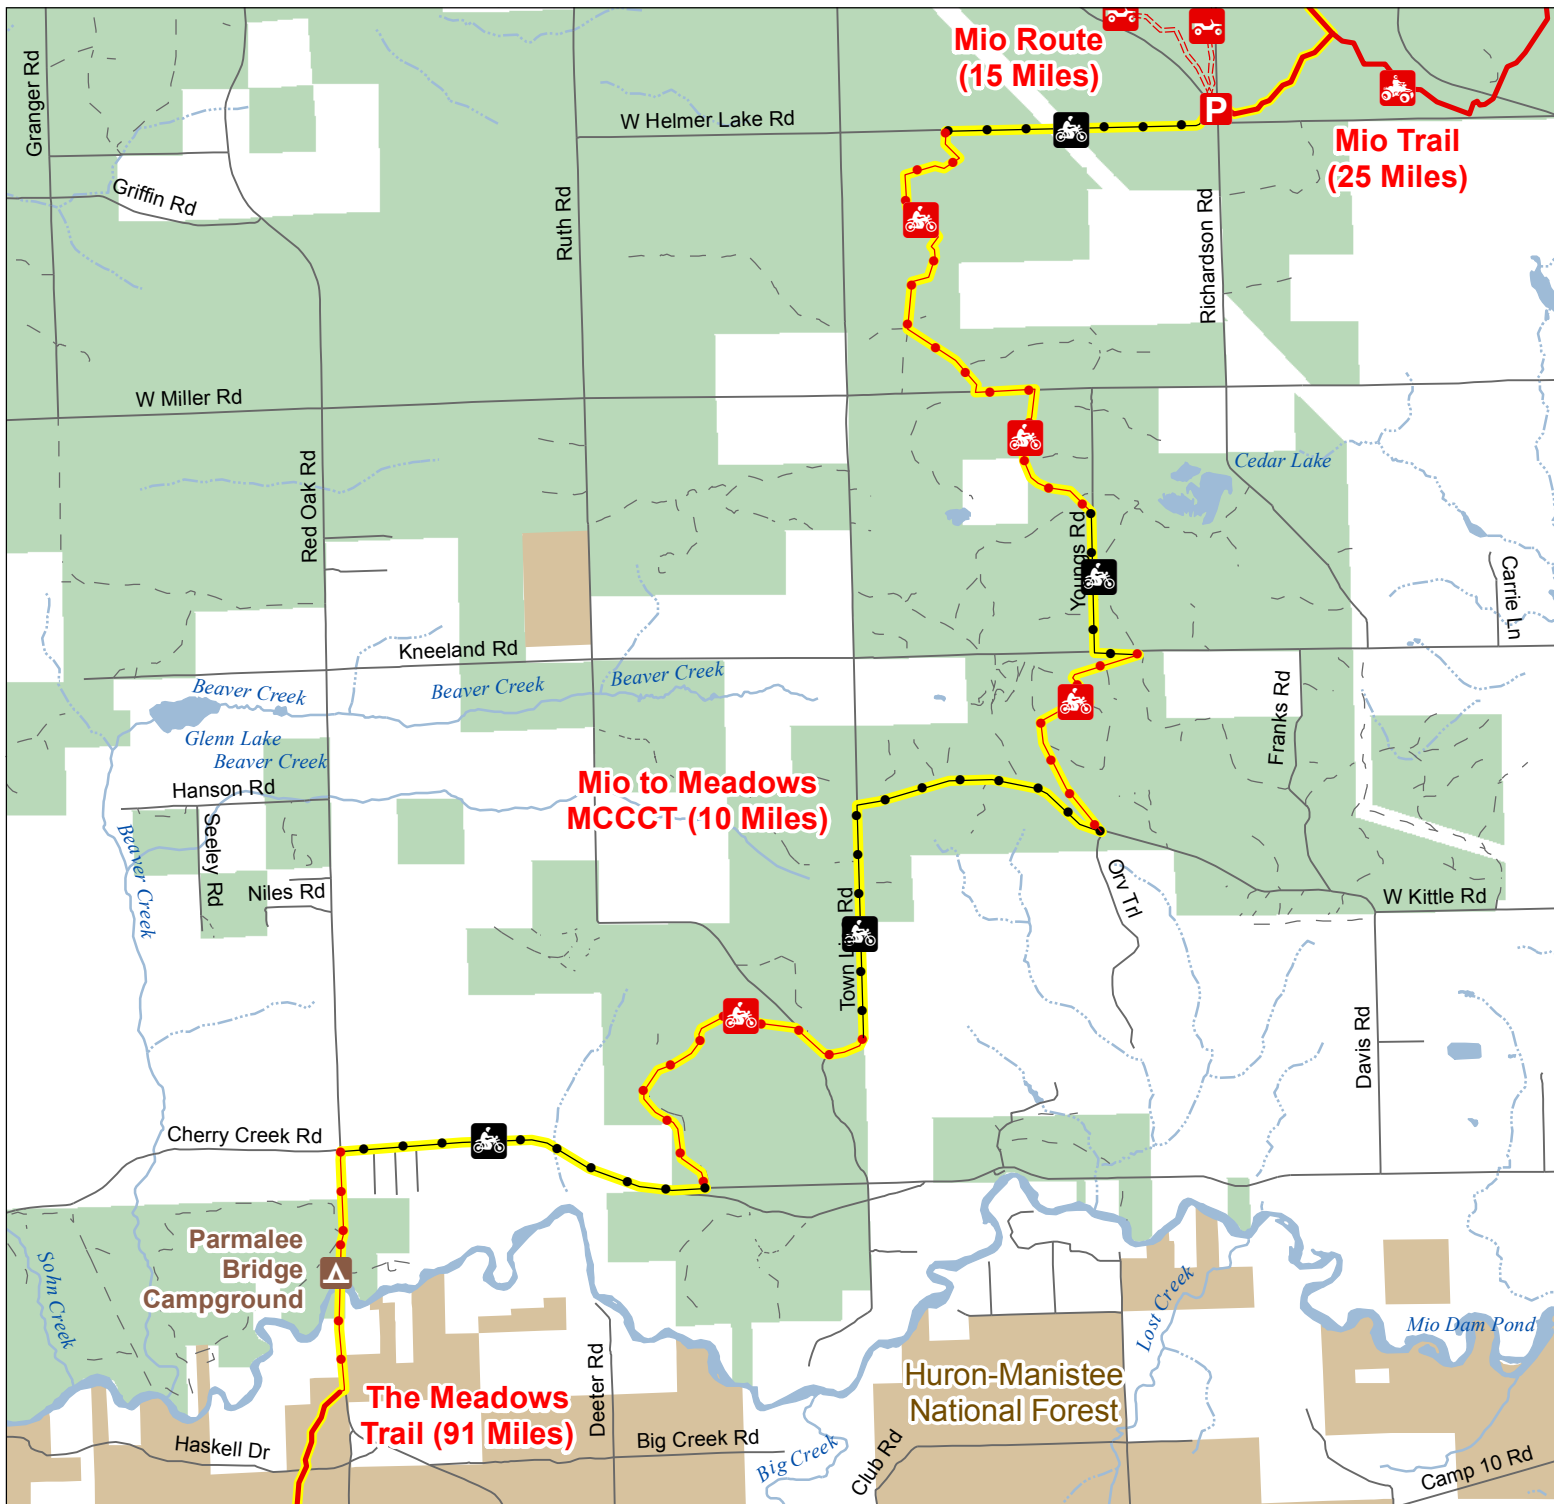 Mio Route
(15 Miles)
P
Mio Trail
(25 Miles)
W Helmer Lake Rd
Granger Rd
Griffin Rd
Ruth Rd
Richardson Rd
W Miller Rd
Red Oak Rd
Cedar Lake
Youngs Rd
Carrie Ln
Kneeland Rd
Beaver Creek
Beaver Creek
Beaver Creek
Glenn Lake
Beaver Creek
Franks Rd
Hanson Rd
Seeley Rd
Beaver Creek
Niles Rd
Mio to Meadows
MCCCT (10 Miles)
Orv Trl
W Kittle Rd
Rd
Davis Rd
Cherry Creek Rd
Parmalee
Bridge
Campground
Sohn Creek
Lost Creek
Mio Dam Pond
The Meadows
Trail (91 Miles)
Deeter Rd
Huron-Manistee
National Forest
Haskell Dr
Big Creek Rd
Big Creek
Club Rd
Camp 10 Rd